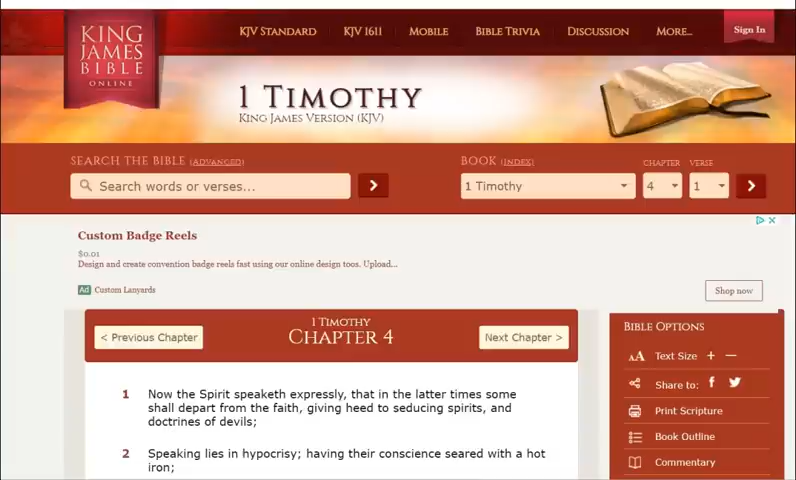 KING
JAMES
BIBLE
ONLINE
KJV STANDARD
KJV 1611
MOBILE
BIBLE TRIVIA
DISCUSSION
MORE...
Sign In
1 TIMOTHY
KING JAMES VERSION (KJV)
SEARCH THE BIBLE (ADVANCED)
Search words or verses...
BOOK (INDEX)
1 Timothy
CHAPTER
4
VERSE
1
Custom Badge Reels
$0.01
Design and create convention badge reels fast using our online design toos. Upload...
Ad Custom Lanyards
Shop now
< Previous Chapter
1 TIMOTHY
CHAPTER 4
Next Chapter >
1 Now the Spirit speaketh expressly, that in the latter times some
shall depart from the faith, giving heed to seducing spirits, and
doctrines of devils;
2 Speaking lies in hypocrisy; having their conscience seared with a hot
iron;
BIBLE OPTIONS
AA Text Size + —
Share to: f
Print Scripture
Book Outline
Commentary